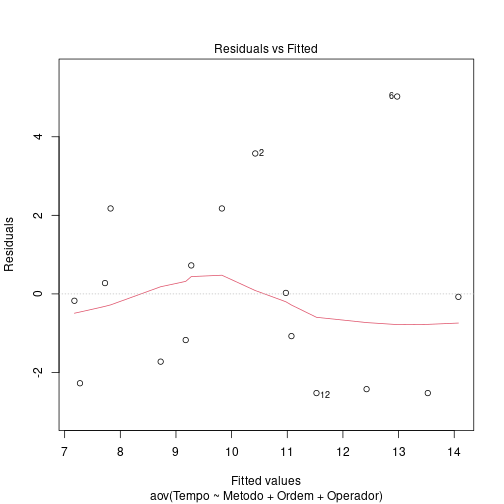 Residuals vs Fitted
6
2
12
Residuals
4
2
0
-2
7 8 9 10 11 12 13 14
Fitted values
aov(Tempo ~ Metodo + Ordem + Operador)